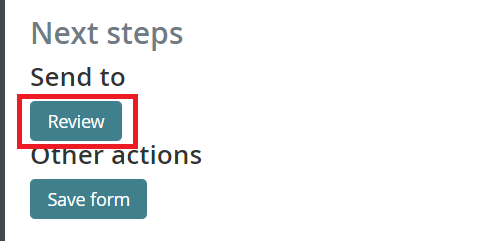 Next steps
Send to
Review
Other actions
Save form